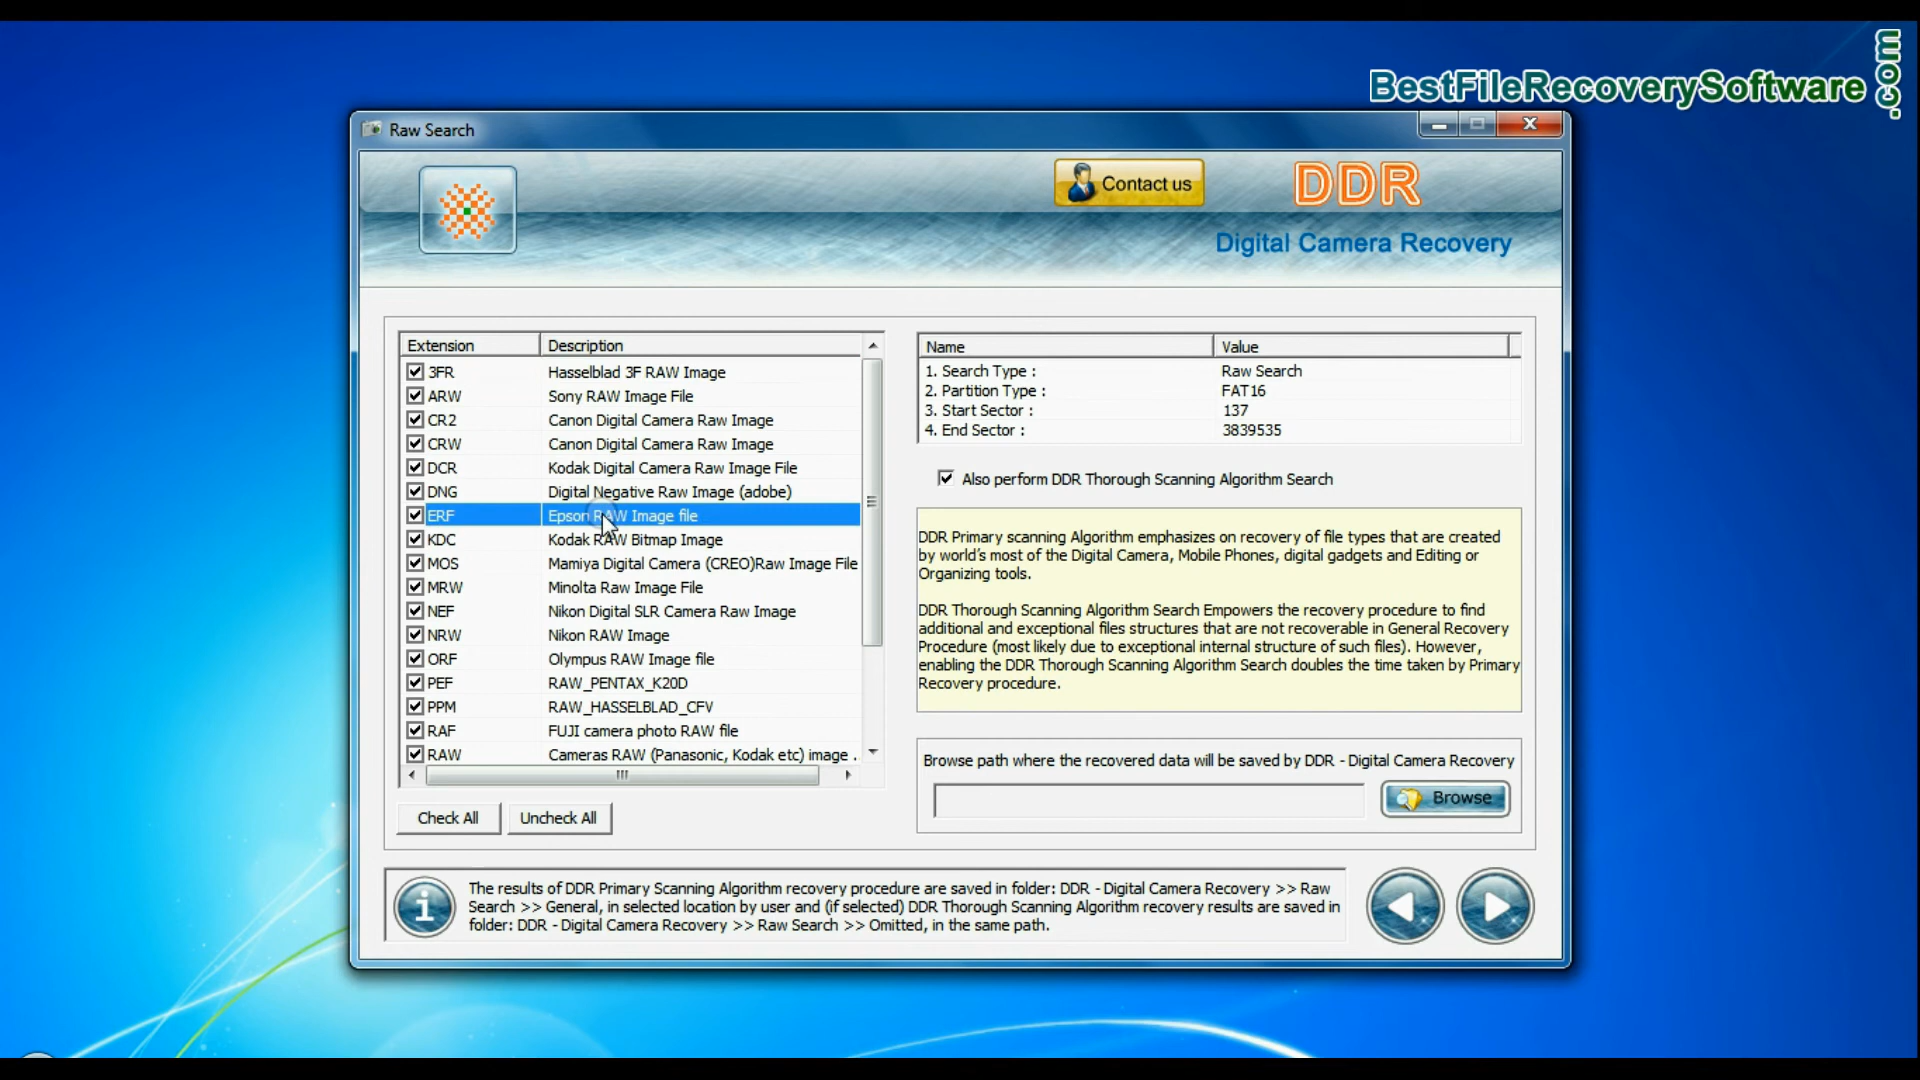 BestFileRecoverySoftware.com
Raw Search
Contact us
DDR
Digital Camera Recovery
Extension Description
3FR Hasselblad 3F RAW Image
ARW Sony RAW Image File
CR2 Canon Digital Camera Raw Image
CRW Canon Digital Camera Raw Image
DCR Kodak Digital Camera Raw Image File
DNG Digital Negative Raw Image (adobe)
ERF Epson RAW Image file
KDC Kodak RAW Bitmap Image
MOS Mamiya Digital Camera (CREO)Raw Image File
MRW Minolta Raw Image File
NEF Nikon Digital SLR Camera Raw Image
NRW Nikon RAW Image
ORF Olympus RAW Image file
PEF RAW_PENTAX_K20D
PPM RAW_HASSELBLAD_CFV
RAF FUJI camera photo RAW file
RAW Cameras RAW (Panasonic, Kodak etc) image .
Check All Uncheck All
Name Value
1. Search Type : Raw Search
2. Partition Type : FAT16
3. Start Sector : 137
4. End Sector : 3839535
Also perform DDR Thorough Scanning Algorithm Search
DDR Primary scanning Algorithm emphasizes on recovery of file types that are created
by world's most of the Digital Camera, Mobile Phones, digital gadgets and Editing or
Organizing tools.
DDR Thorough Scanning Algorithm Search Empowers the recovery procedure to find
additional and exceptional files structures that are not recoverable in General Recovery
Procedure (most likely due to exceptional internal structure of such files). However,
enabling the DDR Thorough Scanning Algorithm Search doubles the time taken by Primary
Recovery procedure.
Browse path where the recovered data will be saved by DDR - Digital Camera Recovery
Browse
The results of DDR Primary Scanning Algorithm recovery procedure are saved in folder: DDR - Digital Camera Recovery >> Raw
Search >> General, in selected location by user and (if selected) DDR Thorough Scanning Algorithm recovery results are saved in
folder: DDR - Digital Camera Recovery >> Raw Search >> Omitted, in the same path.